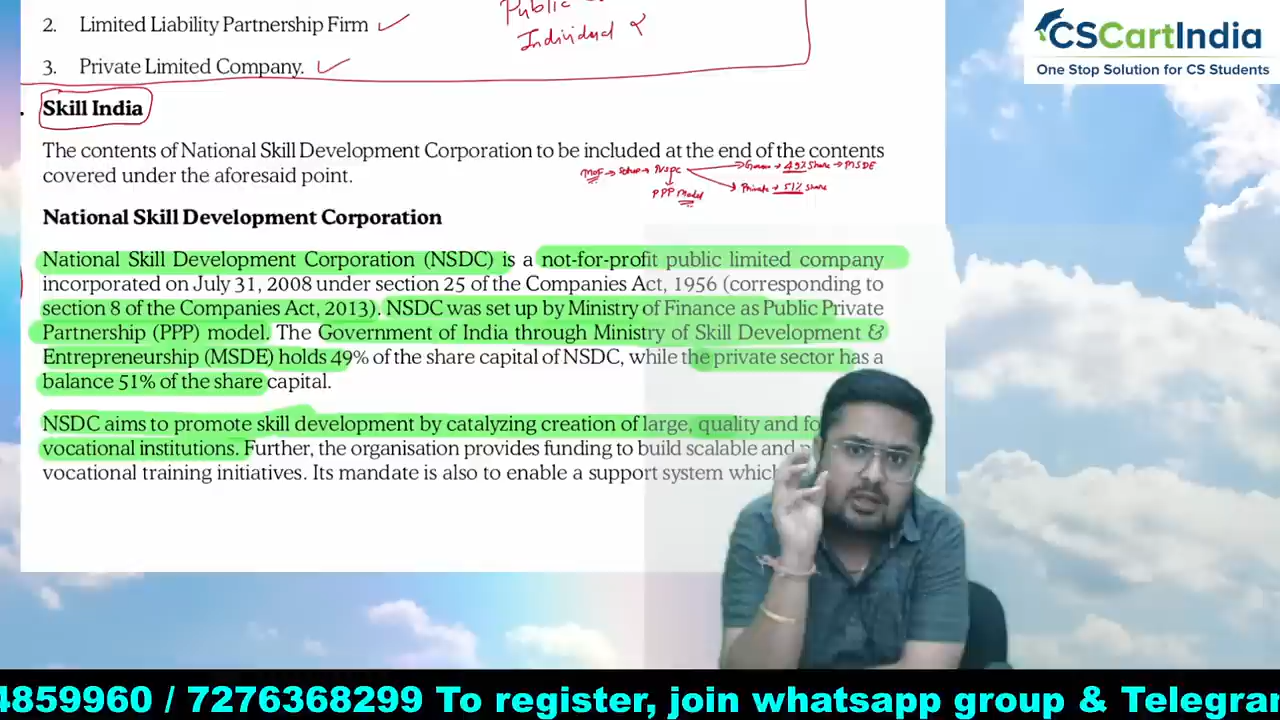 2. Limited Liability Partnership Firm
Public
Individual
3. Private Limited Company.
CSCartIndia
One Stop Solution for CS Students
. Skill India
The contents of National Skill Development Corporation to be included at the end of the contents
covered under the aforesaid point.
MOF → Setup → NSDC → Govern → 49% Share → MSDE
PPP Model → Private → 51% Share
National Skill Development Corporation
National Skill Development Corporation (NSDC) is a not-for-profit public limited company
incorporated on July 31, 2008 under section 25 of the Companies Act, 1956 (corresponding to
section 8 of the Companies Act, 2013). NSDC was set up by Ministry of Finance as Public Private
Partnership (PPP) model. The Government of India through Ministry of Skill Development &
Entrepreneurship (MSDE) holds 49% of the share capital of NSDC, while the private sector has a
balance 51% of the share capital.
NSDC aims to promote skill development by catalyzing creation of large, quality and fo
vocational institutions. Further, the organisation provides funding to build scalable and
vocational training initiatives. Its mandate is also to enable a support system which
4859960 / 7276368299 To register, join whatsapp group & Telegra